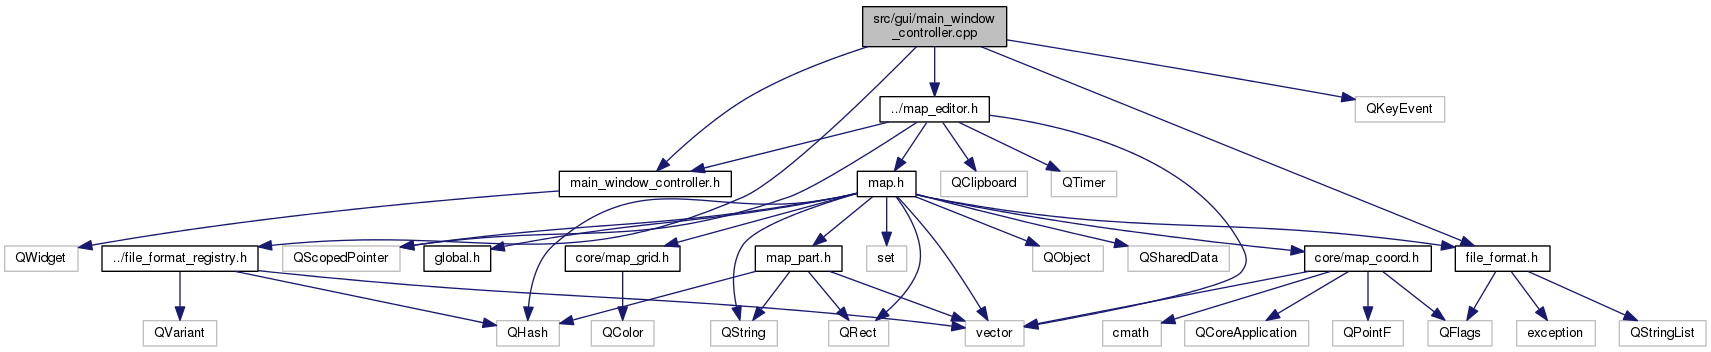 src/gui/main_window
_controller.cpp
../map_editor.h
QKeyEvent
main_window_controller.h
map.h
QClipboard
QTimer
QWidget
../file_format_registry.h
QScopedPointer
global.h
core/map_grid.h
map_part.h
set
QObject
QSharedData
core/map_coord.h
file_format.h
QVariant
QHash
QColor
QString
QRect
vector
cmath
QCoreApplication
QPointF
QFlags
exception
QStringList